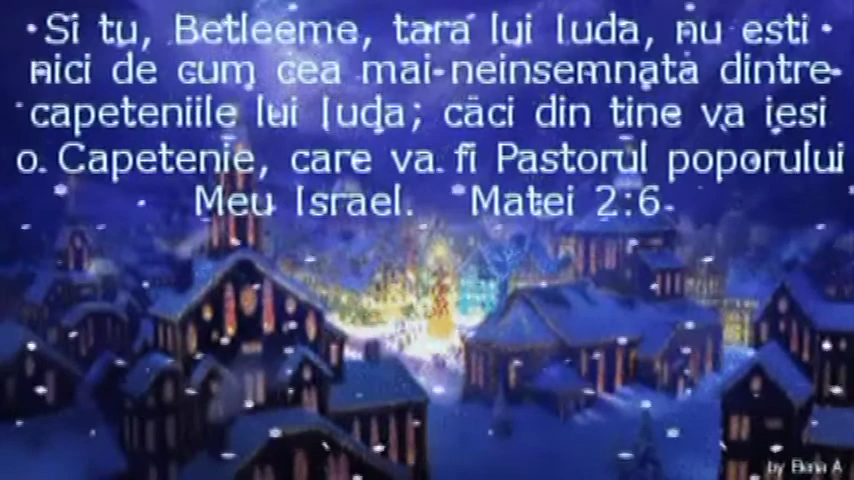 Si tu, Betleeme, tara lui Iuda, nu esti
nici de cum cea mai neinsemnata dintre
capeteniile lui Iuda; caci din tine va iesi
o Capetenie, care va fi Pastorul poporului
Meu Israel. Matei 2:6
by Elena A